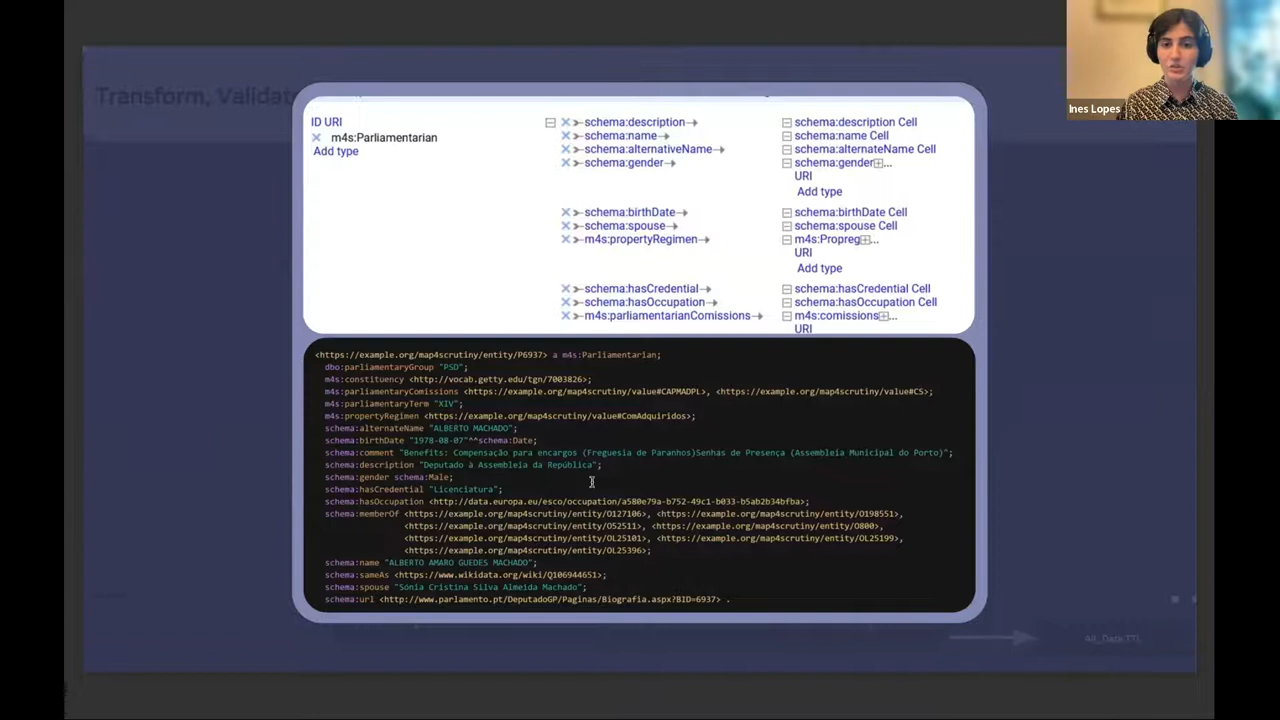 Transform, Validat
Ines Lopes
ID URI
m4s:Parliamentarian
Add type
schema:description
schema:name
schema:alternativeName
schema:gender
schema:birthDate
schema:spouse
m4s:propertyRegimen
schema:hasCredential
schema:hasOccupation
m4s:parliamentarianComissions
schema:description Cell
schema:name Cell
schema:alternateName Cell
schema:gender...
URI
Add type
schema:birthDate Cell
schema:spouse Cell
m4s:Propreg...
URI
Add type
schema:hasCredential Cell
schema:hasOccupation Cell
m4s:comissions...
URI
<https://example.org/map4scrutiny/entity/P6937> a m4s:Parliamentarian;
dbo:parliamentaryGroup "PSD";
m4s:constituency <http://vocab.getty.edu/tgn/7003826>;
m4s:parliamentaryComissions <https://example.org/map4scrutiny/value#CAPMADPL>, <https://example.org/map4scrutiny/value#CS>;
m4s:parliamentaryTerm "XIV";
m4s:propertyRegimen <https://example.org/map4scrutiny/value#ComAdquiridos>;
schema:alternateName "ALBERTO MACHADO";
schema:birthDate "1978-08-07"^^schema:Date;
schema:comment "Benefits: Compensação para encargos (Freguesia de Paranhos)Senhas de Presença (Assembleia Municipal do Porto)";
schema:description "Deputado à Assembleia da República";
schema:gender schema:Male;
schema:hasCredential "Licenciatura";
schema:hasOccupation <http://data.europa.eu/esco/occupation/a580e79a-b752-49c1-b033-b5ab2b34bfba>;
schema:memberOf <https://example.org/map4scrutiny/entity/O127106>, <https://example.org/map4scrutiny/entity/O198551>,
<https://example.org/map4scrutiny/entity/O52511>, <https://example.org/map4scrutiny/entity/O800>,
<https://example.org/map4scrutiny/entity/OL25101>, <https://example.org/map4scrutiny/entity/OL25199>,
<https://example.org/map4scrutiny/entity/OL25396>;
schema:name "ALBERTO AMARO GUEDES MACHADO";
schema:sameAs <https://www.wikidata.org/wiki/Q106944651>;
schema:spouse "Sónia Cristina Silva Almeida Machado";
schema:url <http://www.parlamento.pt/DeputadoGP/Paginas/Biografia.aspx?BID=6937> .
All_Data.TTL